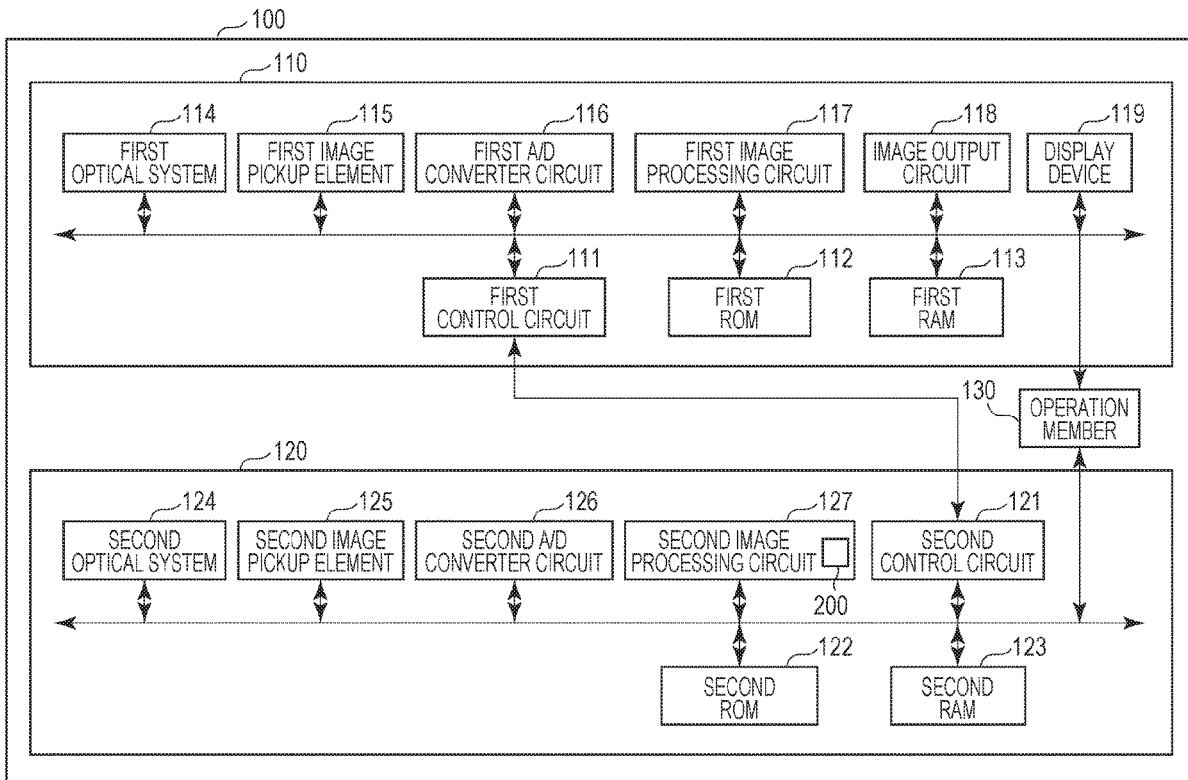 100
110
114
115
116
117
118
119
FIRST
OPTICAL SYSTEM
FIRST IMAGE
PICKUP ELEMENT
FIRST A/D
CONVERTER CIRCUIT
FIRST IMAGE
PROCESSING CIRCUIT
IMAGE OUTPUT
CIRCUIT
DISPLAY
DEVICE
111
112
113
FIRST
CONTROL CIRCUIT
FIRST
ROM
FIRST
RAM
130
OPERATION
MEMBER
120
124
125
126
127
121
SECOND
OPTICAL SYSTEM
SECOND IMAGE
PICKUP ELEMENT
SECOND A/D
CONVERTER CIRCUIT
SECOND IMAGE
PROCESSING CIRCUIT
SECOND
CONTROL CIRCUIT
200
122
123
SECOND
ROM
SECOND
RAM